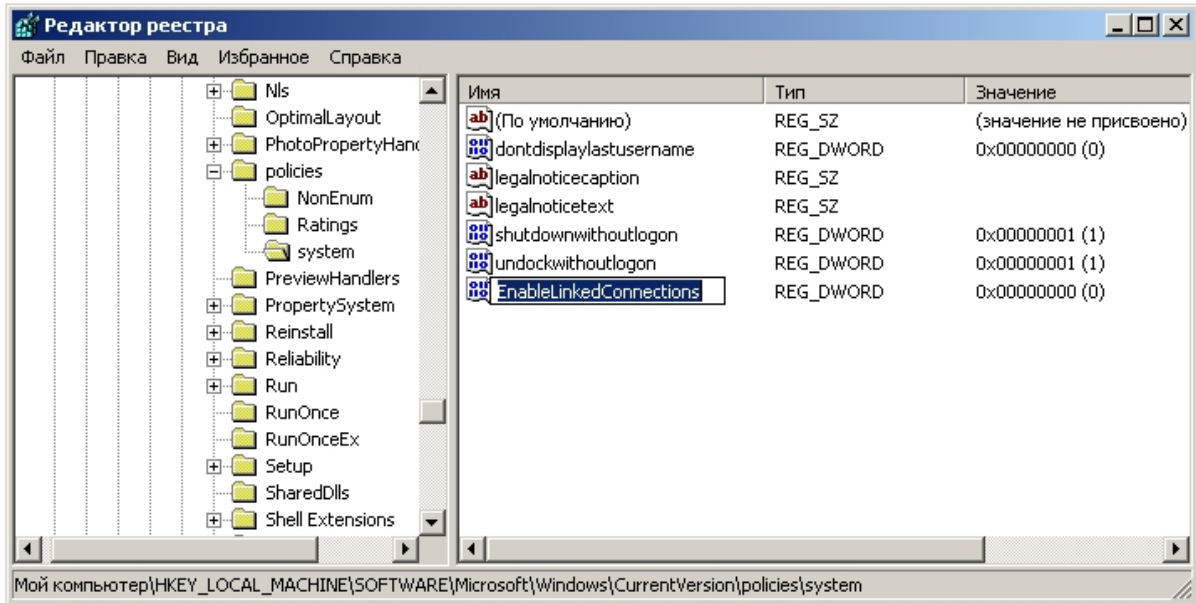 Редактор реестра
Файл Правка Вид Избранное Справка
Nls
OptimalLayout
PhotoPropertyHand
policies
NonEnum
Ratings
system
PreviewHandlers
PropertySystem
Reinstall
Reliability
Run
RunOnce
RunOnceEx
Setup
SharedDlls
Shell Extensions
Имя Тип Значение
(По умолчанию) REG_SZ (значение не присвоено)
dontdisplaylastusername REG_DWORD 0x00000000 (0)
legalnoticecaption REG_SZ
legalnoticetext REG_SZ
shutdownwithoutlogon REG_DWORD 0x00000001 (1)
undockwithoutlogon REG_DWORD 0x00000001 (1)
EnableLinkedConnections REG_DWORD 0x00000000 (0)
Мой компьютер\HKEY_LOCAL_MACHINE\SOFTWARE\Microsoft\Windows\CurrentVersion\policies\system